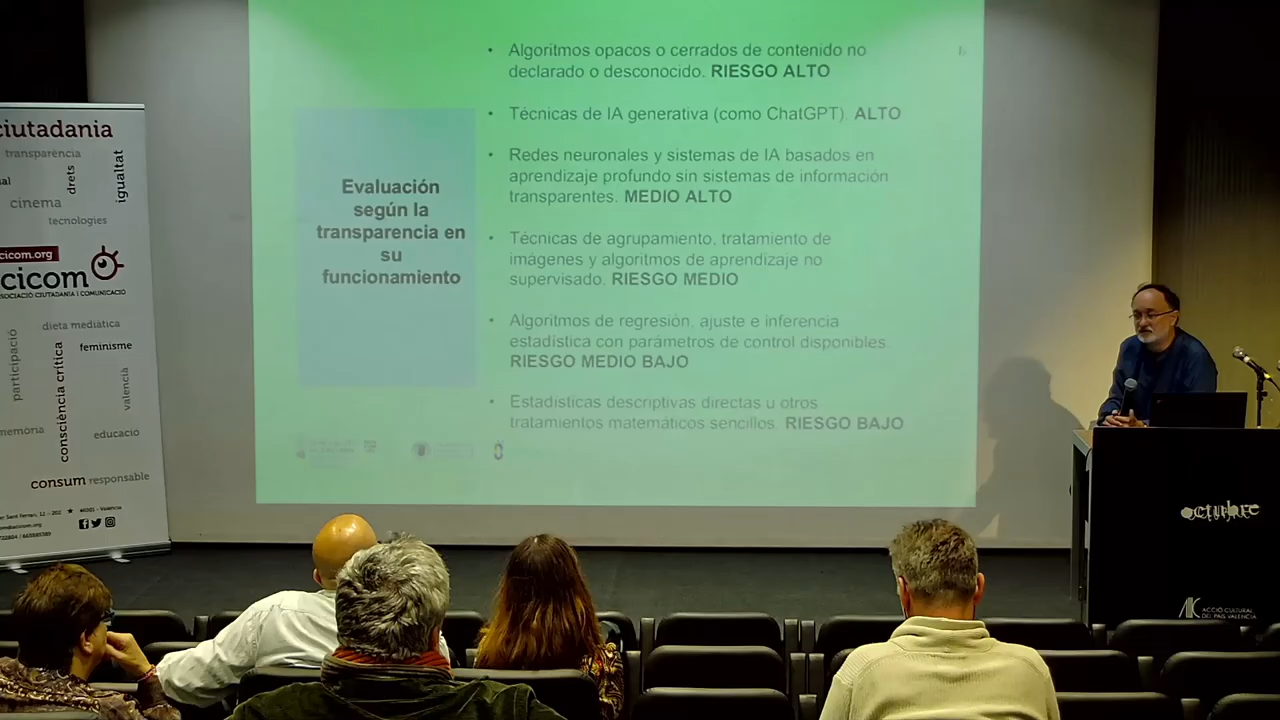 ciutadania
transparència
drets
igualtat
cinema
tecnologies
cicom.org
cicom
ASSOCIACIÓ CIUTADANIA I COMUNICACIÓ
dieta mediàtica
participació
consciència crítica
feminisme
valencià
memòria
educació
consum responsable
Evaluación
según la
transparencia en
su
funcionamiento
• Algoritmos opacos o cerrados de contenido no
declarado o desconocido. RIESGO ALTO
• Técnicas de IA generativa (como ChatGPT). ALTO
• Redes neuronales y sistemas de IA basados en
aprendizaje profundo sin sistemas de información
transparentes. MEDIO ALTO
• Técnicas de agrupamiento, tratamiento de
imágenes y algoritmos de aprendizaje no
supervisado. RIESGO MEDIO
• Algoritmos de regresión, ajuste e inferencia
estadística con parámetros de control disponibles.
RIESGO MEDIO BAJO
• Estadísticas descriptivas directas u otros
tratamientos matemáticos sencillos. RIESGO BAJO
octubre
ACCIÓ CULTURAL
DEL PAÍS VALENCIÀ